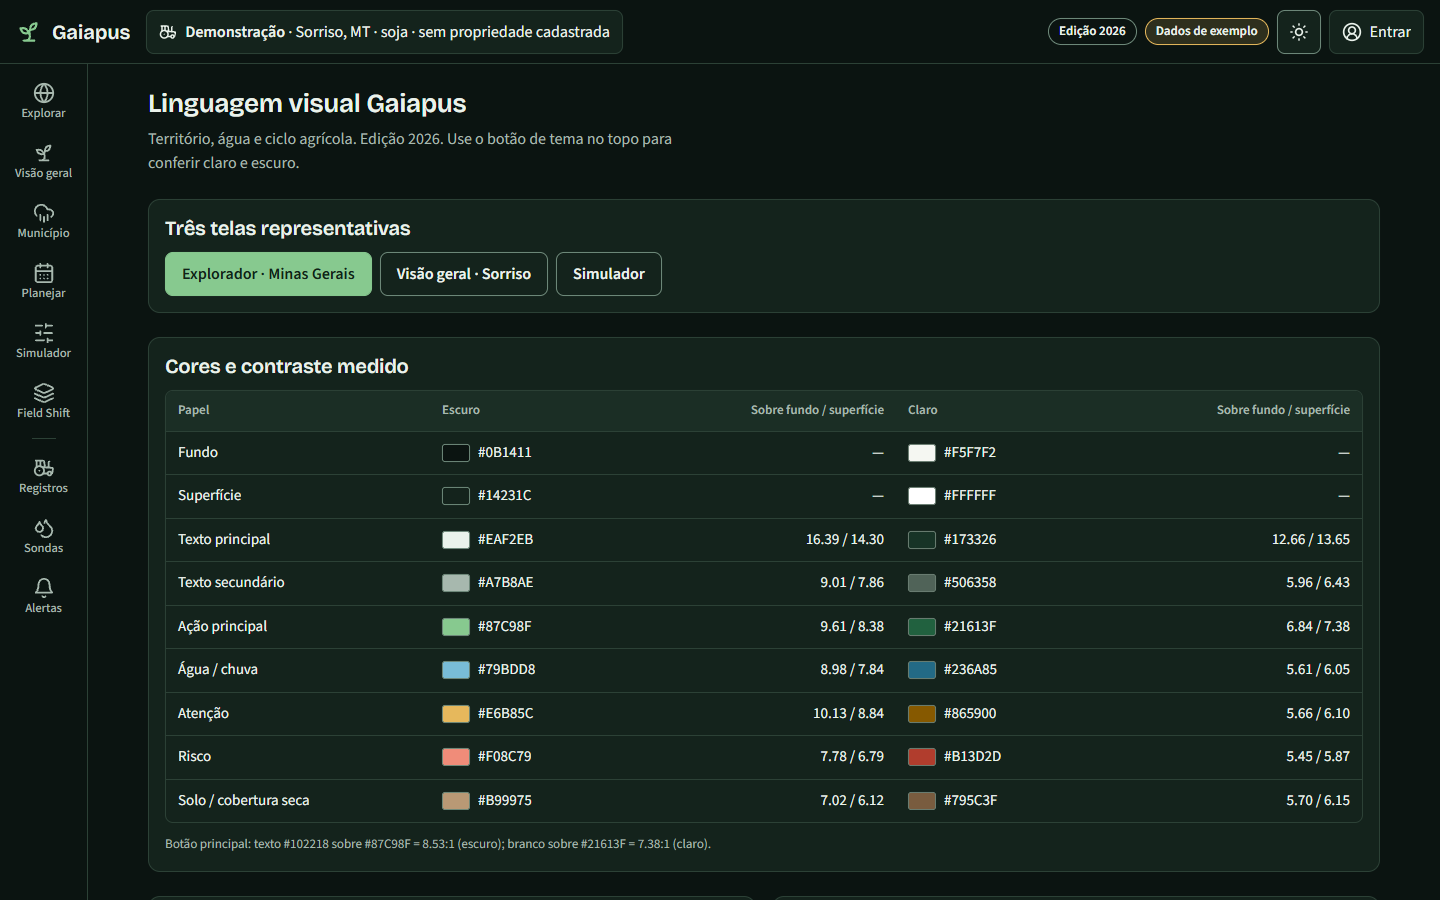 Gaiapus
Demonstração · Sorriso, MT · soja · sem propriedade cadastrada
Edição 2026
Dados de exemplo
Entrar
Explorar
Visão geral
Município
Planejar
Simulador
Field Shift
Registros
Sondas
Alertas
Linguagem visual Gaiapus
Território, água e ciclo agrícola. Edição 2026. Use o botão de tema no topo para
conferir claro e escuro.
Três telas representativas
Explorador · Minas Gerais
Visão geral · Sorriso
Simulador
Cores e contraste medido
Papel Escuro Sobre fundo / superfície Claro Sobre fundo / superfície
Fundo #0B1411 — #F5F7F2 —
Superfície #14231C — #FFFFFF —
Texto principal #EAF2EB 16.39 / 14.30 #173326 12.66 / 13.65
Texto secundário #A7B8AE 9.01 / 7.86 #506358 5.96 / 6.43
Ação principal #87C98F 9.61 / 8.38 #21613F 6.84 / 7.38
Água / chuva #79BDD8 8.98 / 7.84 #236A85 5.61 / 6.05
Atenção #E6B85C 10.13 / 8.84 #865900 5.66 / 6.10
Risco #F08C79 7.78 / 6.79 #B13D2D 5.45 / 5.87
Solo / cobertura seca #B99975 7.02 / 6.12 #795C3F 5.70 / 6.15
Botão principal: texto #102218 sobre #87C98F = 8.53:1 (escuro); branco sobre #21613F = 7.38:1 (claro).